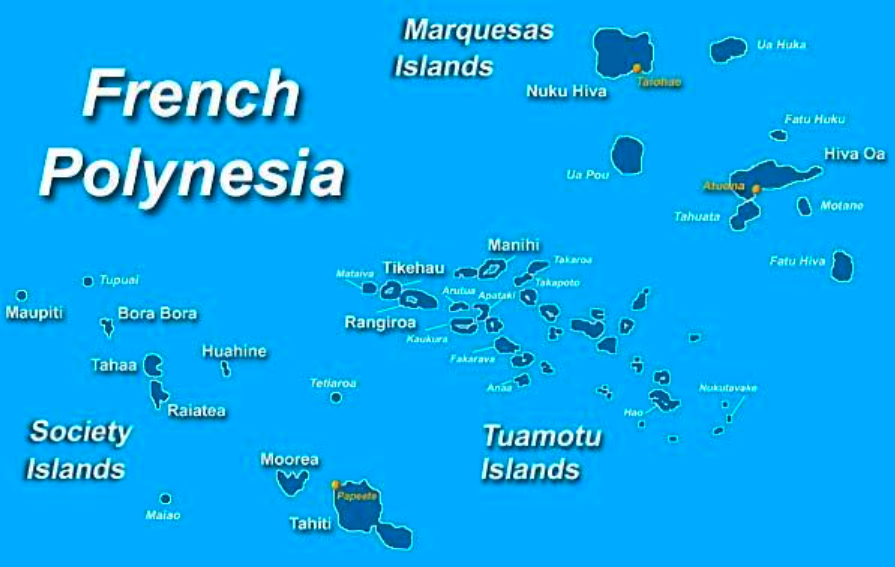 French
Polynesia
Marquesas
Islands
Nuku Hiva
Taiohae
Ua Huka
Fatu Huku
Hiva Oa
Ua Pou
Atuona
Tahuata
Motane
Fatu Hiva
Manihi
Takaroa
Tikehau
Mataiva
Takapoto
Arutua
Apataki
Rangiroa
Kaukura
Fakarava
Anaa
Hao
Nukutavake
Tuamotu
Islands
Tupuai
Maupiti
Bora Bora
Huahine
Tahaa
Raiatea
Tetiaroa
Society
Islands
Moorea
Papeete
Tahiti
Maiao